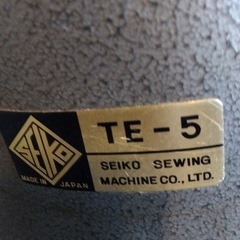 SEIKO
MADE IN JAPAN
TE-5
SEIKO SEWING
MACHINE CO., LTD.